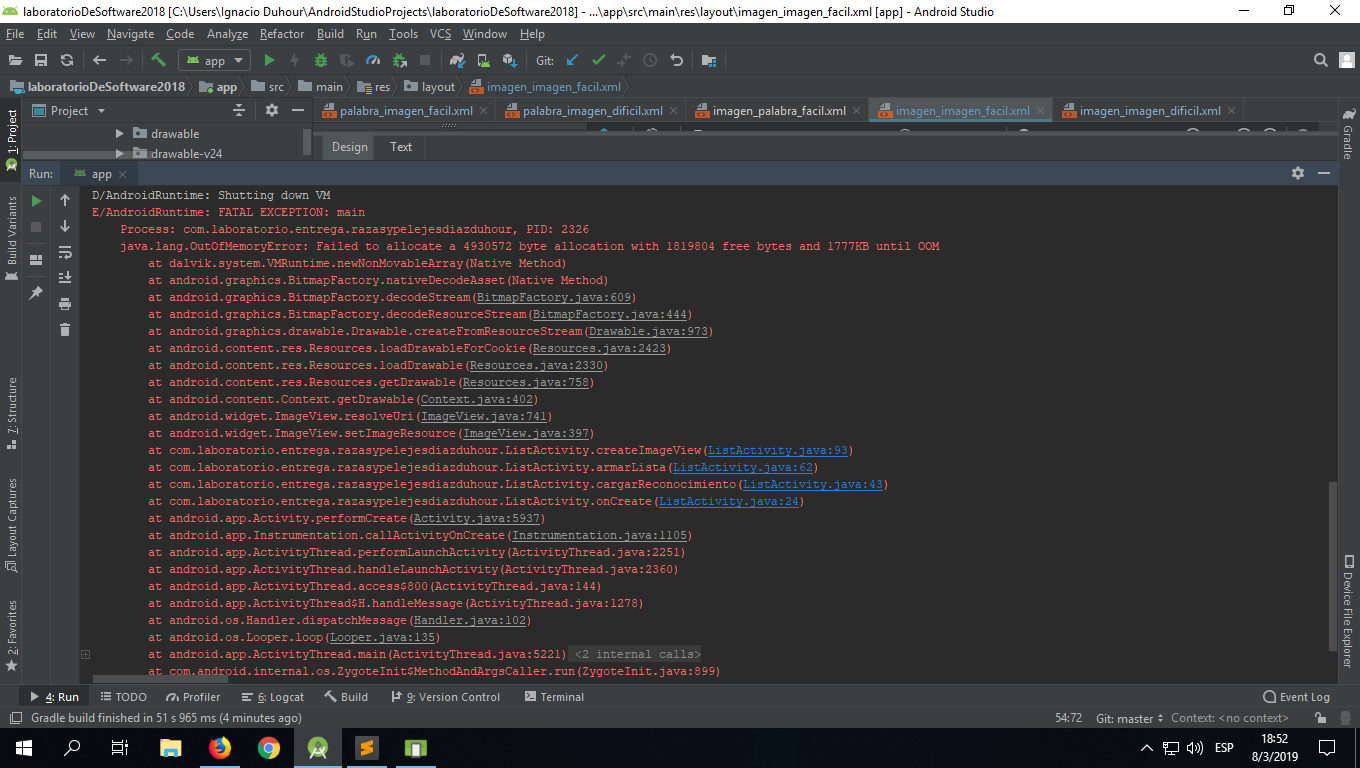 laboratorioDeSoftware2018 [C:\Users\Ignacio Duhour\AndroidStudioProjects\laboratorioDeSoftware2018] - ...\app\src\main\res\layout\imagen_imagen_facil.xml [app] - Android Studio
File Edit View Navigate Code Analyze Refactor Build Run Tools VCS Window Help
app Git:
laboratorioDeSoftware2018 app src main res layout imagen_imagen_facil.xml
1: Project
Project
palabra_imagen_facil.xml palabra_imagen_dificil.xml imagen_palabra_facil.xml imagen_imagen_facil.xml imagen_imagen_dificil.xml
Gradle
drawable
drawable-v24
Design Text
Run: app
D/AndroidRuntime: Shutting down VM
E/AndroidRuntime: FATAL EXCEPTION: main
Process: com.laboratorio.entrega.razasypelejesdiazduhour, PID: 2326
java.lang.OutOfMemoryError: Failed to allocate a 4930572 byte allocation with 1819804 free bytes and 1777KB until OOM
at dalvik.system.VMRuntime.newNonMovableArray(Native Method)
at android.graphics.BitmapFactory.nativeDecodeAsset(Native Method)
at android.graphics.BitmapFactory.decodeStream(BitmapFactory.java:609)
at android.graphics.BitmapFactory.decodeResourceStream(BitmapFactory.java:444)
at android.graphics.drawable.Drawable.createFromResourceStream(Drawable.java:973)
at android.content.res.Resources.loadDrawableForCookie(Resources.java:2423)
at android.content.res.Resources.loadDrawable(Resources.java:2330)
at android.content.res.Resources.getDrawable(Resources.java:758)
at android.content.Context.getDrawable(Context.java:402)
at android.widget.ImageView.resolveUri(ImageView.java:741)
at android.widget.ImageView.setImageResource(ImageView.java:397)
at com.laboratorio.entrega.razasypelejesdiazduhour.ListActivity.createImageView(ListActivity.java:93)
at com.laboratorio.entrega.razasypelejesdiazduhour.ListActivity.armarLista(ListActivity.java:62)
at com.laboratorio.entrega.razasypelejesdiazduhour.ListActivity.cargarReconocimiento(ListActivity.java:43)
at com.laboratorio.entrega.razasypelejesdiazduhour.ListActivity.onCreate(ListActivity.java:24)
at android.app.Activity.performCreate(Activity.java:5937)
at android.app.Instrumentation.callActivityOnCreate(Instrumentation.java:1105)
at android.app.ActivityThread.performLaunchActivity(ActivityThread.java:2251)
at android.app.ActivityThread.handleLaunchActivity(ActivityThread.java:2360)
at android.app.ActivityThread.access$800(ActivityThread.java:144)
at android.app.ActivityThread$H.handleMessage(ActivityThread.java:1278)
at android.os.Handler.dispatchMessage(Handler.java:102)
at android.os.Looper.loop(Looper.java:135)
at android.app.ActivityThread.main(ActivityThread.java:5221) <2 internal calls>
at com.android.internal.os.ZygoteInit$MethodAndArgsCaller.run(ZygoteInit.java:899)
Build Variants
7: Structure
Layout Captures
2: Favorites
Device File Explorer
4: Run TODO Profiler 6: Logcat Build 9: Version Control Terminal Event Log
Gradle build finished in 51 s 965 ms (4 minutes ago) 54:72 Git: master Context: <no context>
ESP
18:52
8/3/2019